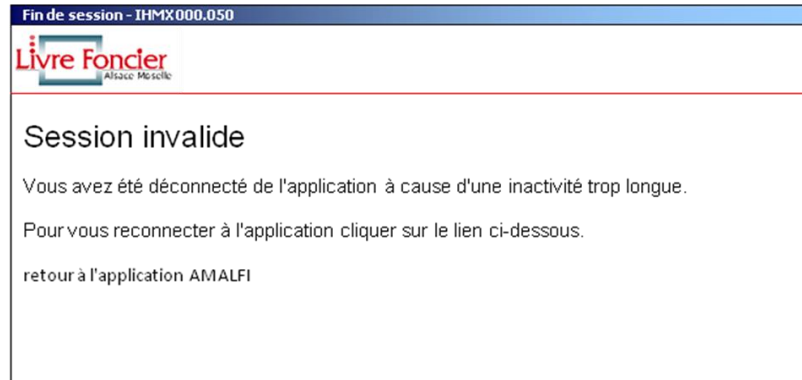 Fin de session - IHMX000.050
Livre Foncier
Alsace Moselle
Session invalide
Vous avez été déconnecté de l'application à cause d'une inactivité trop longue.
Pour vous reconnecter à l'application cliquer sur le lien ci-dessous.
retour à l'application AMALFI